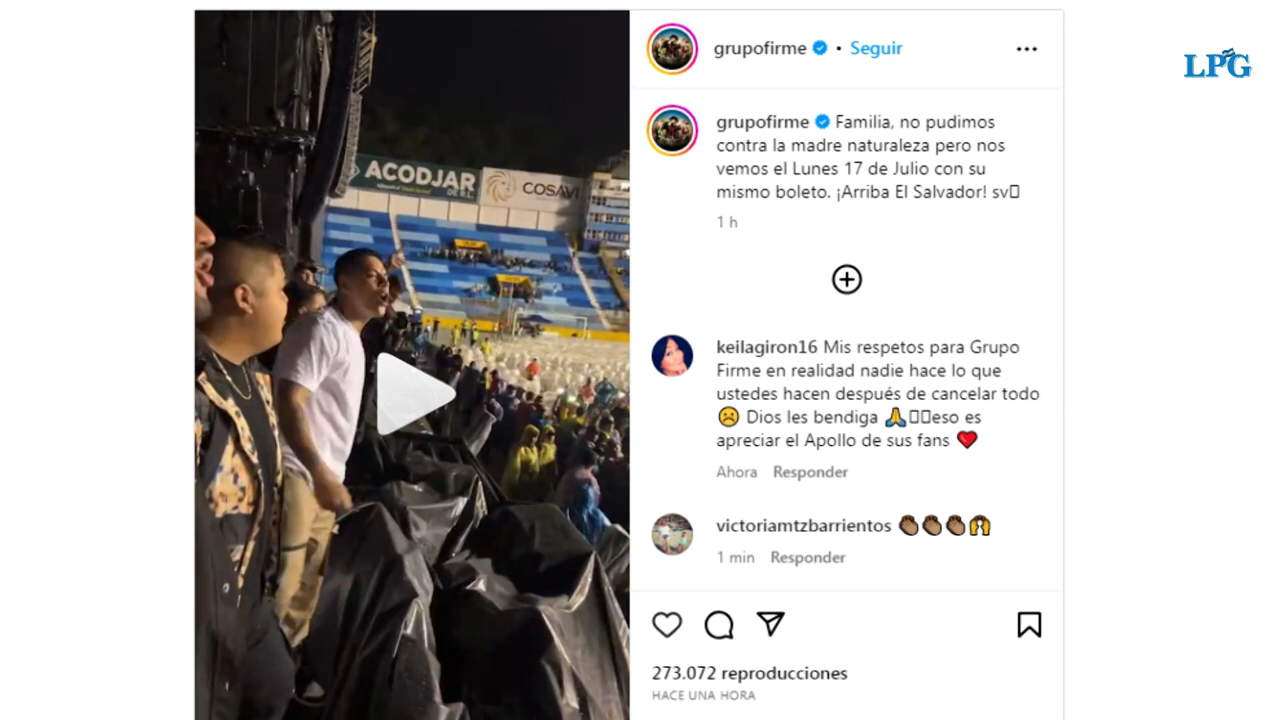 ACODJAR
DE R.L.
COSAVI
LPG
grupofirme • Seguir
grupofirme Familia, no pudimos
contra la madre naturaleza pero nos
vemos el Lunes 17 de Julio con su
mismo boleto. ¡Arriba El Salvador! sv
1 h
keilagiron16 Mis respetos para Grupo
Firme en realidad nadie hace lo que
ustedes hacen después de cancelar todo
☹️ Dios les bendiga 🙏eso es
apreciar el Apollo de sus fans ❤️
Ahora Responder
victoriamtzbarrientos 👏🏾👏🏾👏🏾🙌
1 min Responder
273.072 reproducciones
HACE UNA HORA